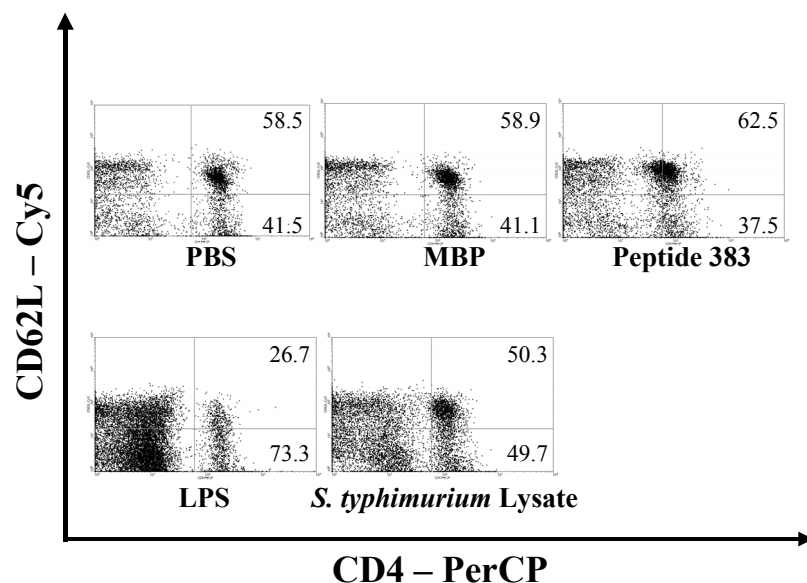 CD62L – Cy5
58.5
41.5
PBS
58.9
41.1
MBP
62.5
37.5
Peptide 383
26.7
73.3
LPS
50.3
49.7
S. typhimurium Lysate
CD4 – PerCP